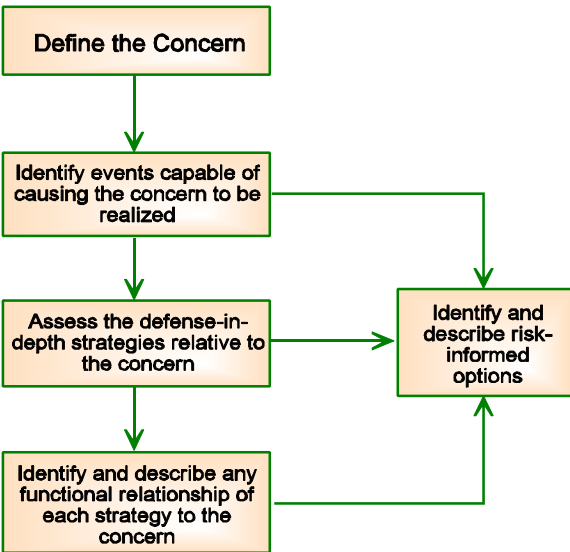 Define the Concern
Identify events capable of
causing the concern to be
realized
Assess the defense-in-
depth strategies relative to
the concern
Identify and describe any
functional relationship of
each strategy to the
concern
Identify and
describe risk-
informed
options